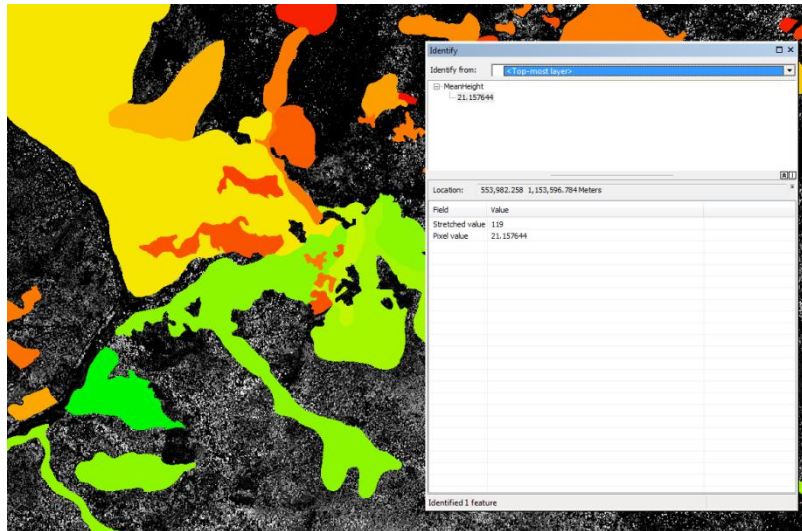 Identify
Identify from: <Top-most layer>
MeanHeight
21.157644
Location: 553,982.258 1,153,596.784 Meters
Field Value
Stretched value 119
Pixel value 21.157644
Identified 1 feature